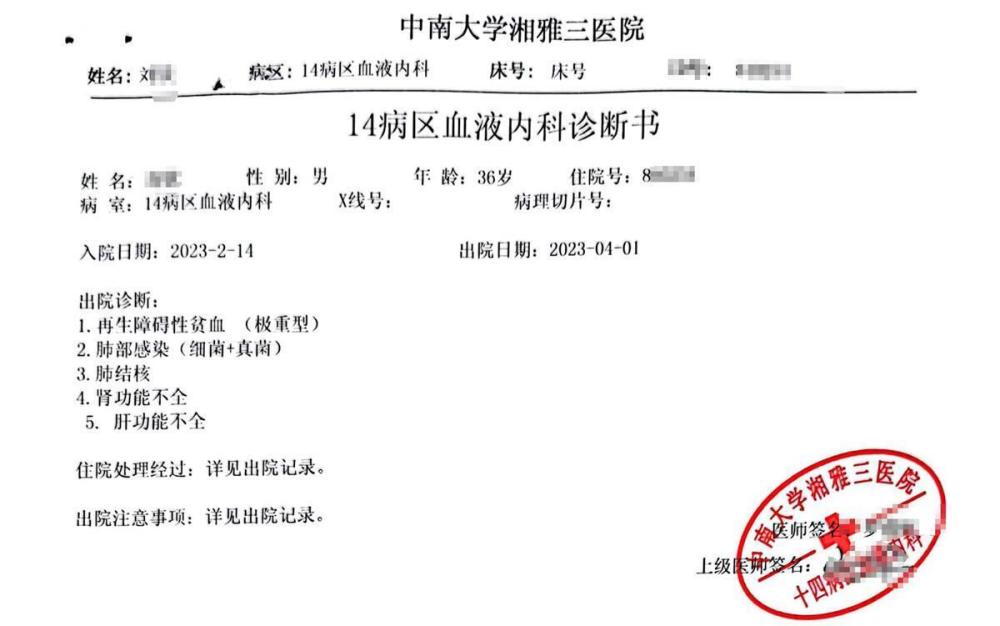 中南大学湘雅三医院
姓名: 刘 病区: 14病区血液内科 床号: 床号
14病区血液内科诊断书
姓 名: 性 别: 男 年 龄: 36岁 住院号: 8
病 室: 14病区血液内科 X线号: 病理切片号:
入院日期: 2023-2-14 出院日期: 2023-04-01
出院诊断:
1. 再生障碍性贫血 (极重型)
2. 肺部感染 (细菌+真菌)
3. 肺结核
4. 肾功能不全
5. 肝功能不全
住院处理经过: 详见出院记录。
出院注意事项: 详见出院记录。
中南大学湘雅三医院
医师签名:
上级医师签名:
十四病 内科